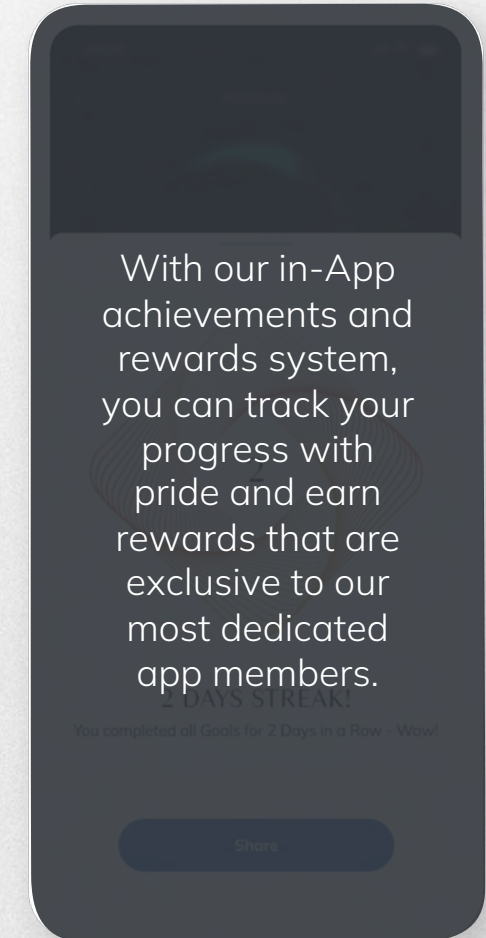 With our in-App
achievements and
rewards system,
you can track your
progress with
pride and earn
rewards that are
exclusive to our
most dedicated
app members.
2 DAYS STREAK!
You completed all Goals for 2 Days in a Row - Wow!
Share